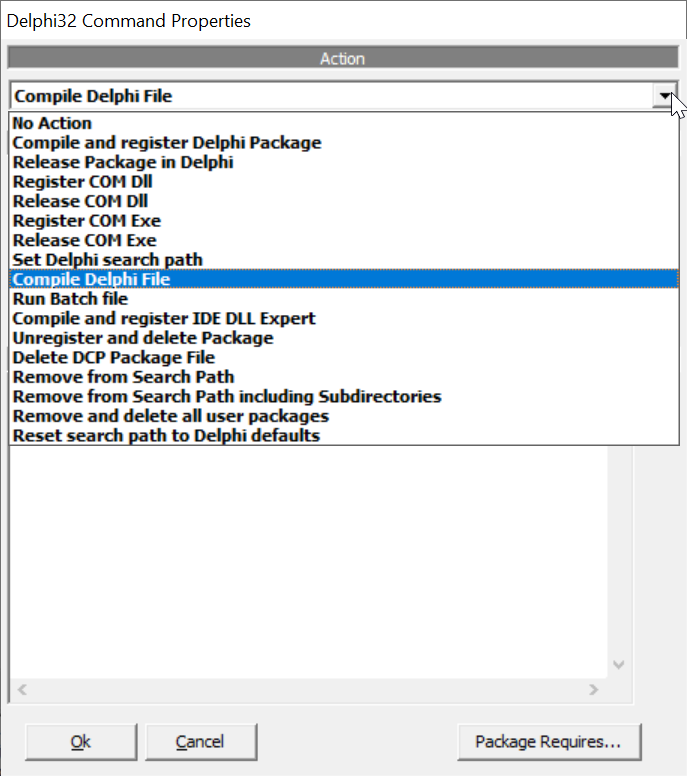 Delphi32 Command Properties
Action
Compile Delphi File
No Action
Compile and register Delphi Package
Release Package in Delphi
Register COM Dll
Release COM Dll
Register COM Exe
Release COM Exe
Set Delphi search path
Compile Delphi File
Run Batch file
Compile and register IDE DLL Expert
Unregister and delete Package
Delete DCP Package File
Remove from Search Path
Remove from Search Path including Subdirectories
Remove and delete all user packages
Reset search path to Delphi defaults
Ok Cancel Package Requires...